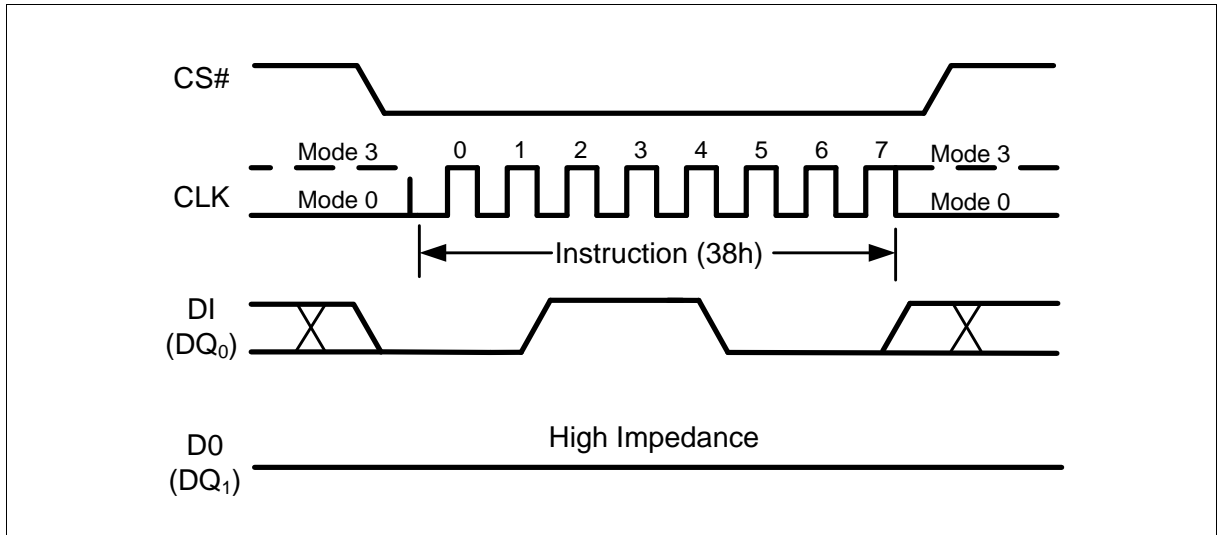 CS#
Mode 3 0 1 2 3 4 5 6 7 Mode 3
CLK Mode 0 Mode 0
Instruction (38h)
DI
(DQ0)
High Impedance
D0
(DQ1)